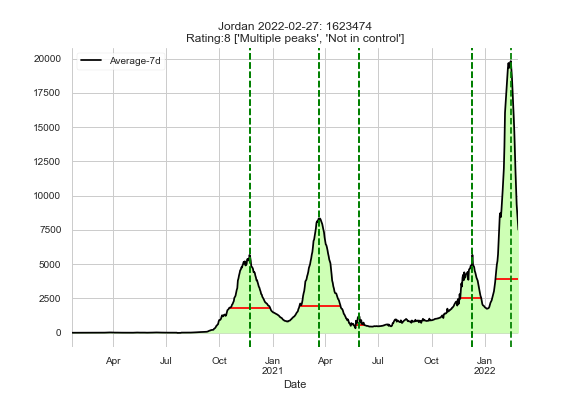 Jordan 2022-02-27: 1623474
Rating:8 ['Multiple peaks', 'Not in control']
Average-7d
20000
17500
15000
12500
10000
7500
5000
2500
0
Apr Jul Oct Jan Apr Jul Oct Jan
2021 2022
Date